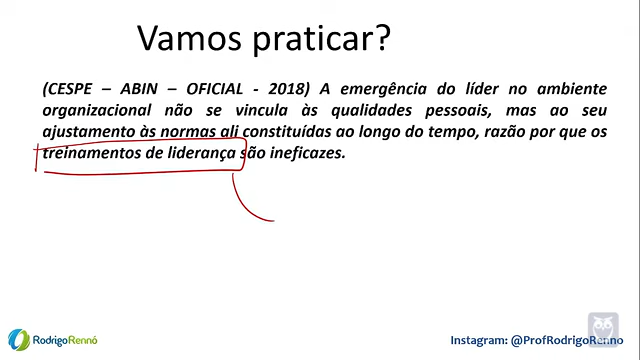 Vamos praticar?
(CESPE – ABIN – OFICIAL - 2018) A emergência do líder no ambiente
organizacional não se vincula às qualidades pessoais, mas ao seu
ajustamento às normas ali constituídas ao longo do tempo, razão por que os
treinamentos de liderança são ineficazes.
RodrigoRennó
Instagram: @ProfRodrigoRenno